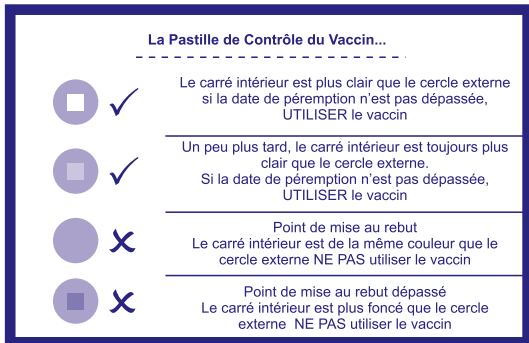 La Pastille de Contrôle du Vaccin...
Le carré intérieur est plus clair que le cercle externe
si la date de péremption n'est pas dépassée,
UTILISER le vaccin
Un peu plus tard, le carré intérieur est toujours plus
clair que le cercle externe.
Si la date de péremption n'est pas dépassée,
UTILISER le vaccin
Point de mise au rebut
Le carré intérieur est de la même couleur que le
cercle externe NE PAS utiliser le vaccin
Point de mise au rebut dépassé
Le carré intérieur est plus foncé que le cercle
externe  NE PAS utiliser le vaccin